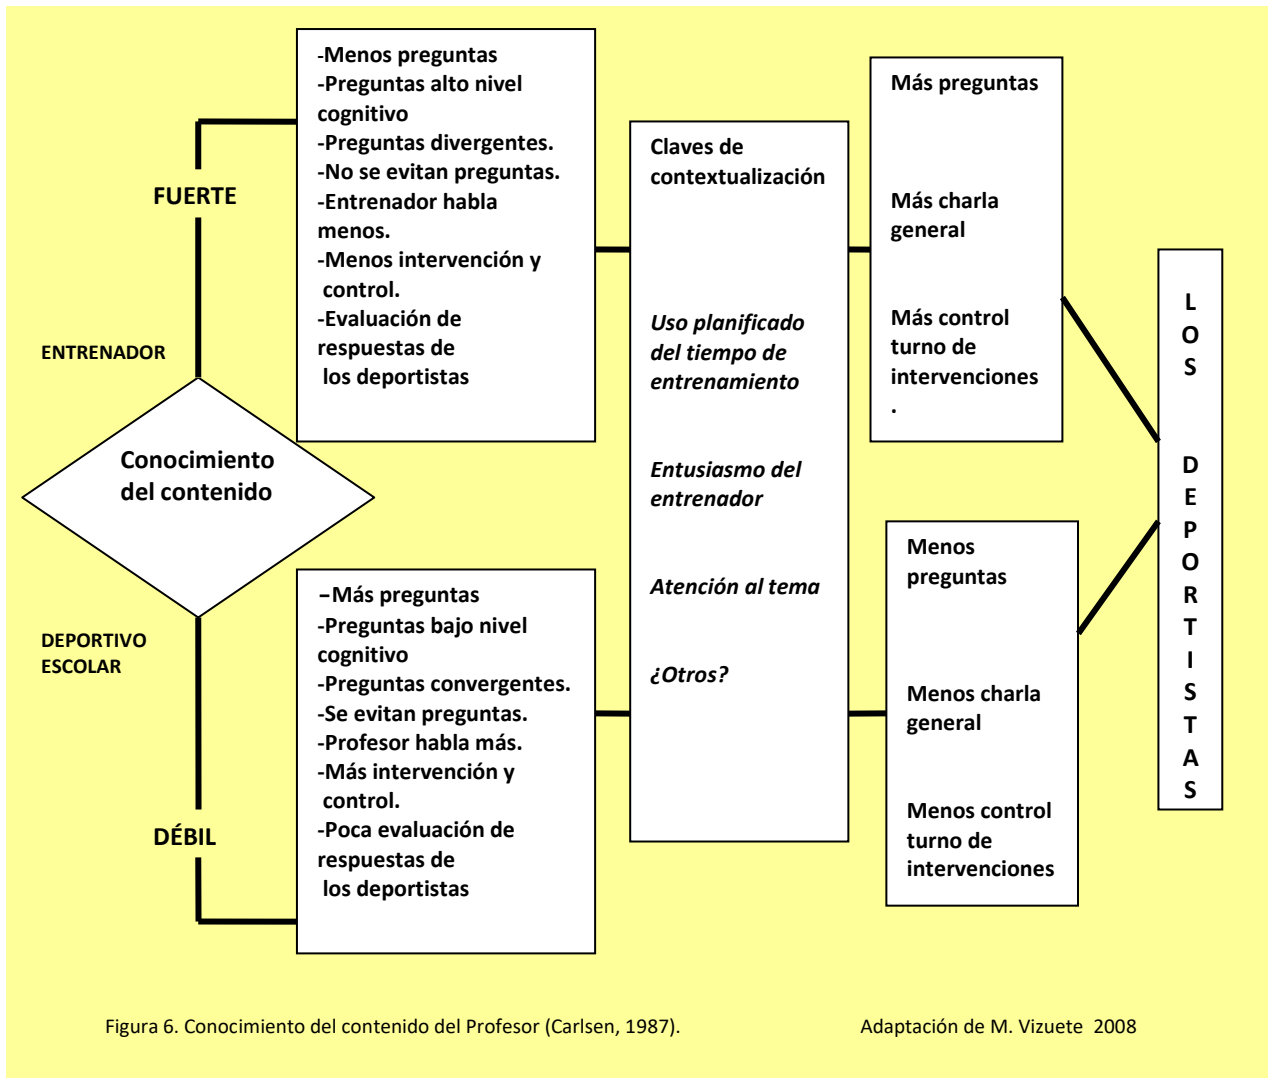 ENTRENADOR
Conocimiento
del contenido
DEPORTIVO
ESCOLAR
FUERTE
-Menos preguntas
-Preguntas alto nivel
cognitivo
-Preguntas divergentes.
-No se evitan preguntas.
-Entrenador habla
menos.
-Menos intervención y
control.
-Evaluación de
respuestas de
los deportistas
DÉBIL
-Más preguntas
-Preguntas bajo nivel
cognitivo
-Preguntas convergentes.
-Se evitan preguntas.
-Profesor habla más.
-Más intervención y
control.
-Poca evaluación de
respuestas de
los deportistas
Claves de
contextualización
Uso planificado
del tiempo de
entrenamiento
Entusiasmo del
entrenador
Atención al tema
¿Otros?
Más preguntas
Más charla
general
Más control
turno de
intervenciones
.
Menos
preguntas
Menos charla
general
Menos control
turno de
intervenciones
LOS DEPORTISTAS
Figura 6. Conocimiento del contenido del Profesor (Carlsen, 1987). Adaptación de M. Vizuete 2008